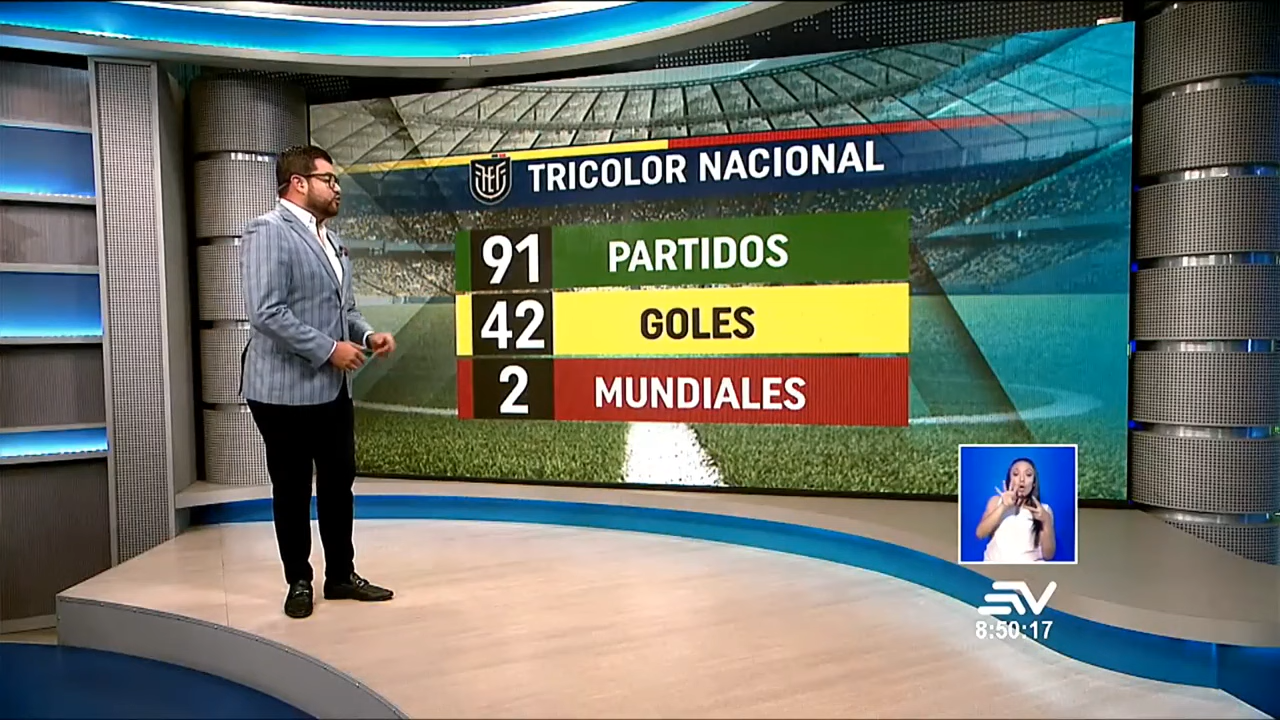 TRICOLOR NACIONAL
91 PARTIDOS
42 GOLES
2 MUNDIALES
8:50:17